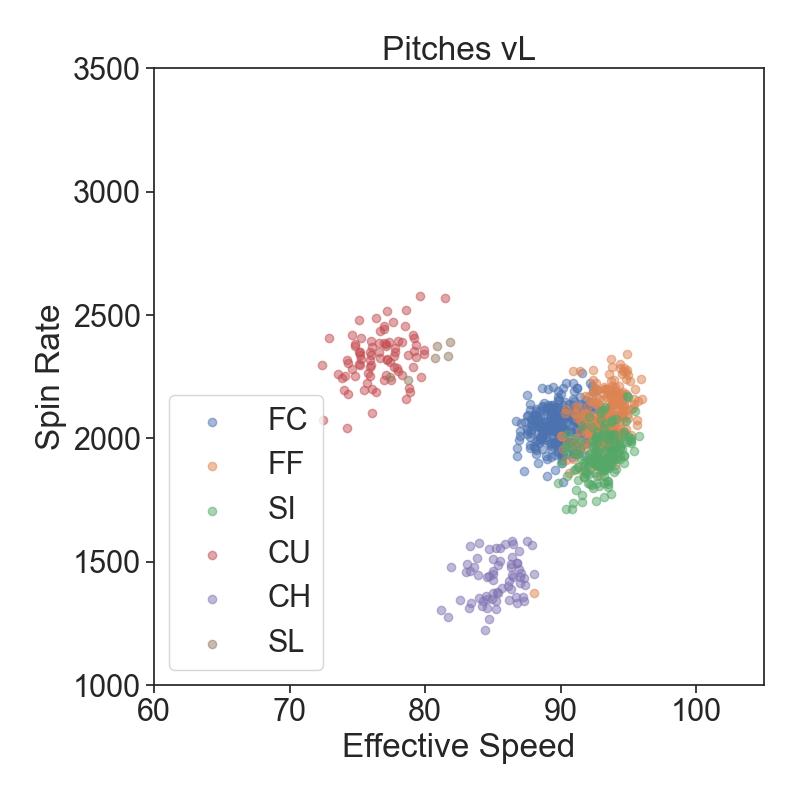 Pitches vL
3500
3000
2500
2000
1500
1000
Spin Rate
FC
FF
SI
CU
CH
SL
60 70 80 90 100
Effective Speed